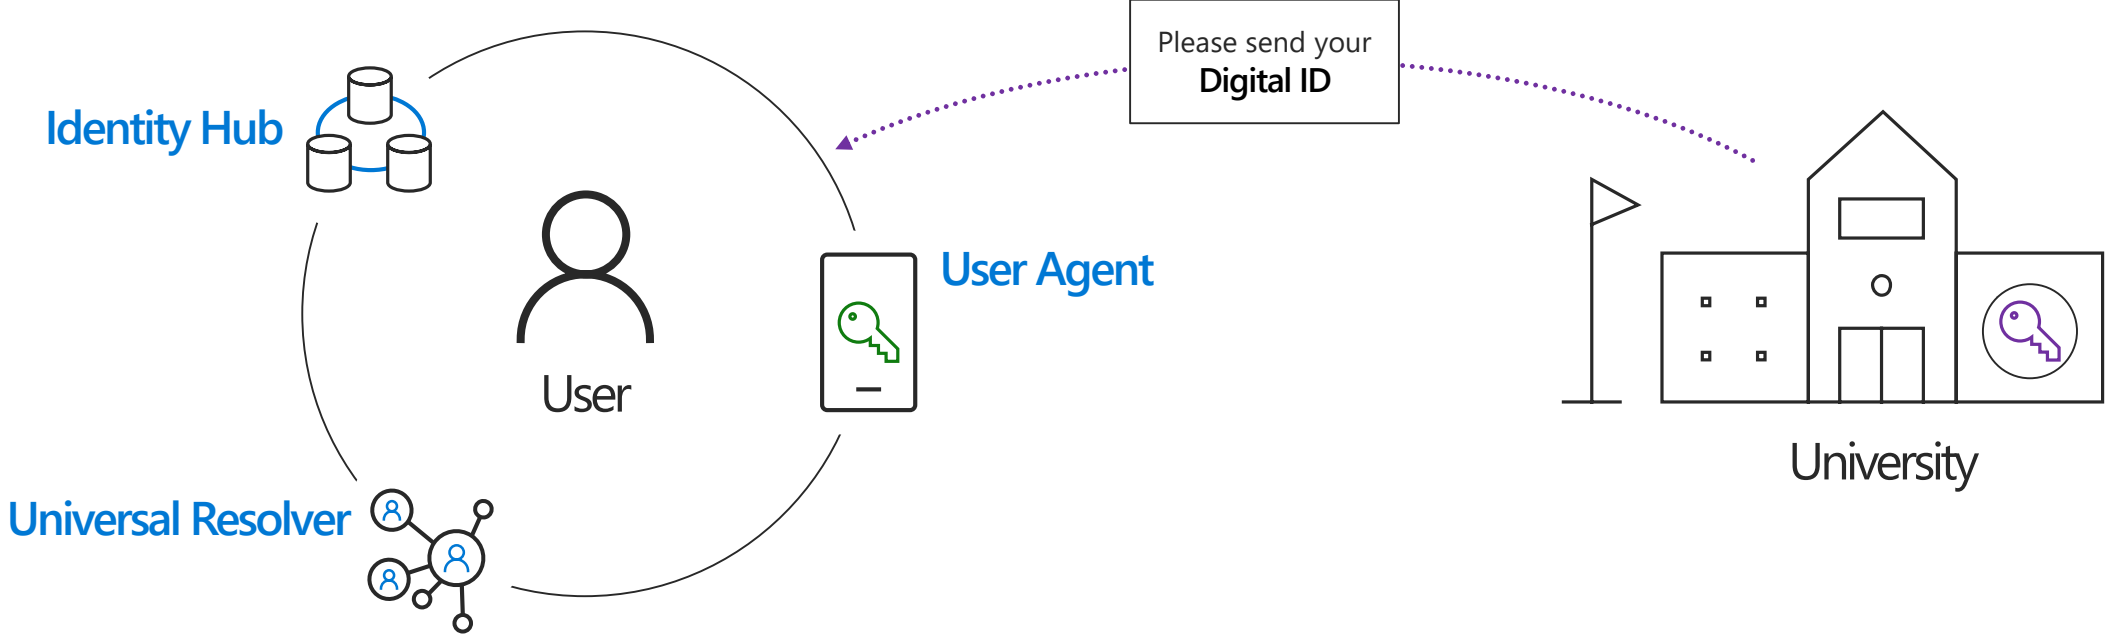 Please send your
Digital ID
Identity Hub
User Agent
User
University
Universal Resolver